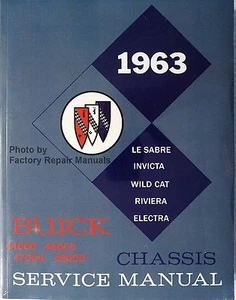 1963
Photo by
Factory Repair Manuals
LE SABRE
INVICTA
WILD CAT
RIVIERA
ELECTRA
BUICK
CHASSIS
SERVICE MANUAL